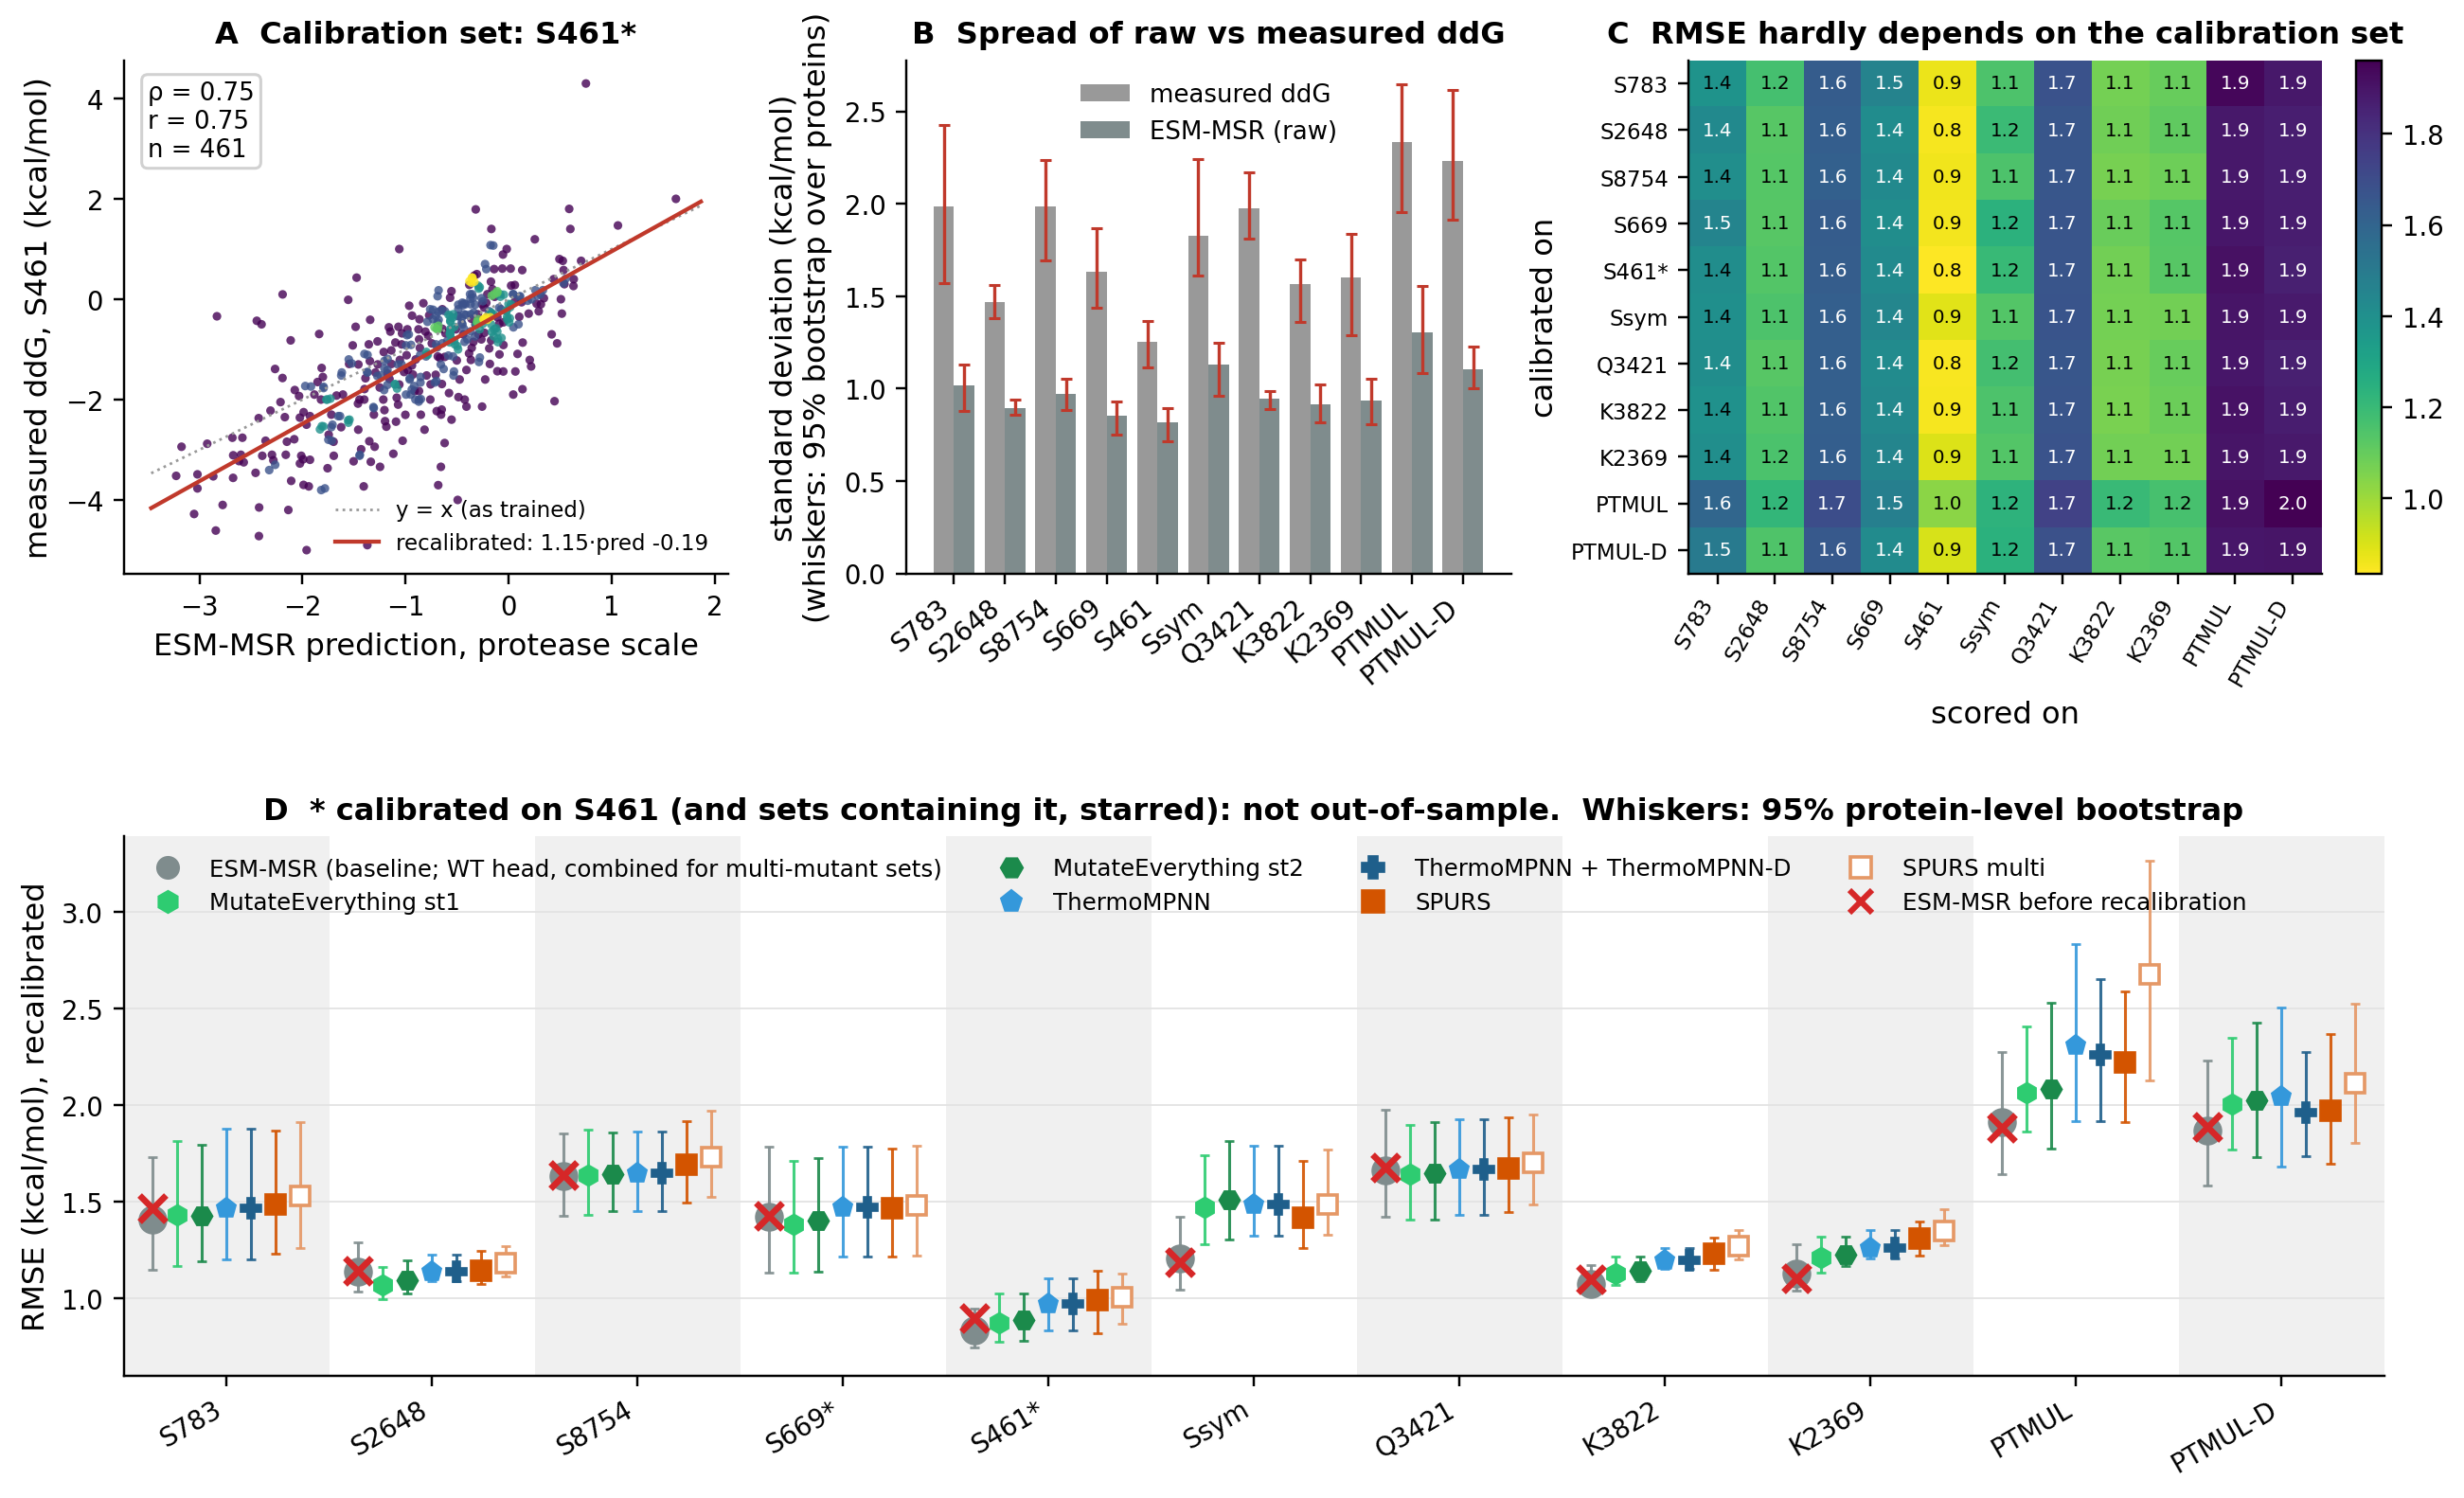 A  Calibration set: S461*
ρ = 0.75
r = 0.75
n = 461
4
2
0
−2
−4
measured ddG, S461 (kcal/mol)
y = x (as trained)
recalibrated: 1.15·pred -0.19
−3
−2
−1
0
1
2
ESM-MSR prediction, protease scale
B  Spread of raw vs measured ddG
measured ddG
ESM-MSR (raw)
standard deviation (kcal/mol)
(whiskers: 95% bootstrap over proteins)
2.5
2.0
1.5
1.0
0.5
0.0
S783
S2648
S8754
S669
S461
Ssym
Q3421
K3822
K2369
PTMUL
PTMUL-D
C  RMSE hardly depends on the calibration set
calibrated on
S783 1.4 1.2 1.6 1.5 0.9 1.1 1.7 1.1 1.1 1.9 1.9
S2648 1.4 1.1 1.6 1.4 0.8 1.2 1.7 1.1 1.1 1.9 1.9
S8754 1.4 1.1 1.6 1.4 0.9 1.1 1.7 1.1 1.1 1.9 1.9
S669 1.5 1.1 1.6 1.4 0.9 1.2 1.7 1.1 1.1 1.9 1.9
S461* 1.4 1.1 1.6 1.4 0.8 1.2 1.7 1.1 1.1 1.9 1.9
Ssym 1.4 1.1 1.6 1.4 0.9 1.1 1.7 1.1 1.1 1.9 1.9
Q3421 1.4 1.1 1.6 1.4 0.8 1.2 1.7 1.1 1.1 1.9 1.9
K3822 1.4 1.1 1.6 1.4 0.9 1.1 1.7 1.1 1.1 1.9 1.9
K2369 1.4 1.2 1.6 1.4 0.9 1.1 1.7 1.1 1.1 1.9 1.9
PTMUL 1.6 1.2 1.7 1.5 1.0 1.2 1.7 1.2 1.2 1.9 2.0
PTMUL-D 1.5 1.1 1.6 1.4 0.9 1.2 1.7 1.1 1.1 1.9 1.9
S783
S2648
S8754
S669
S461
Ssym
Q3421
K3822
K2369
PTMUL
PTMUL-D
scored on
1.8
1.6
1.4
1.2
1.0
D  * calibrated on S461 (and sets containing it, starred): not out-of-sample.  Whiskers: 95% protein-level bootstrap
ESM-MSR (baseline; WT head, combined for multi-mutant sets)
MutateEverything st1
MutateEverything st2
ThermoMPNN
ThermoMPNN + ThermoMPNN-D
SPURS
SPURS multi
ESM-MSR before recalibration
RMSE (kcal/mol), recalibrated
3.0
2.5
2.0
1.5
1.0
S783
S2648
S8754
S669*
S461*
Ssym
Q3421
K3822
K2369
PTMUL
PTMUL-D